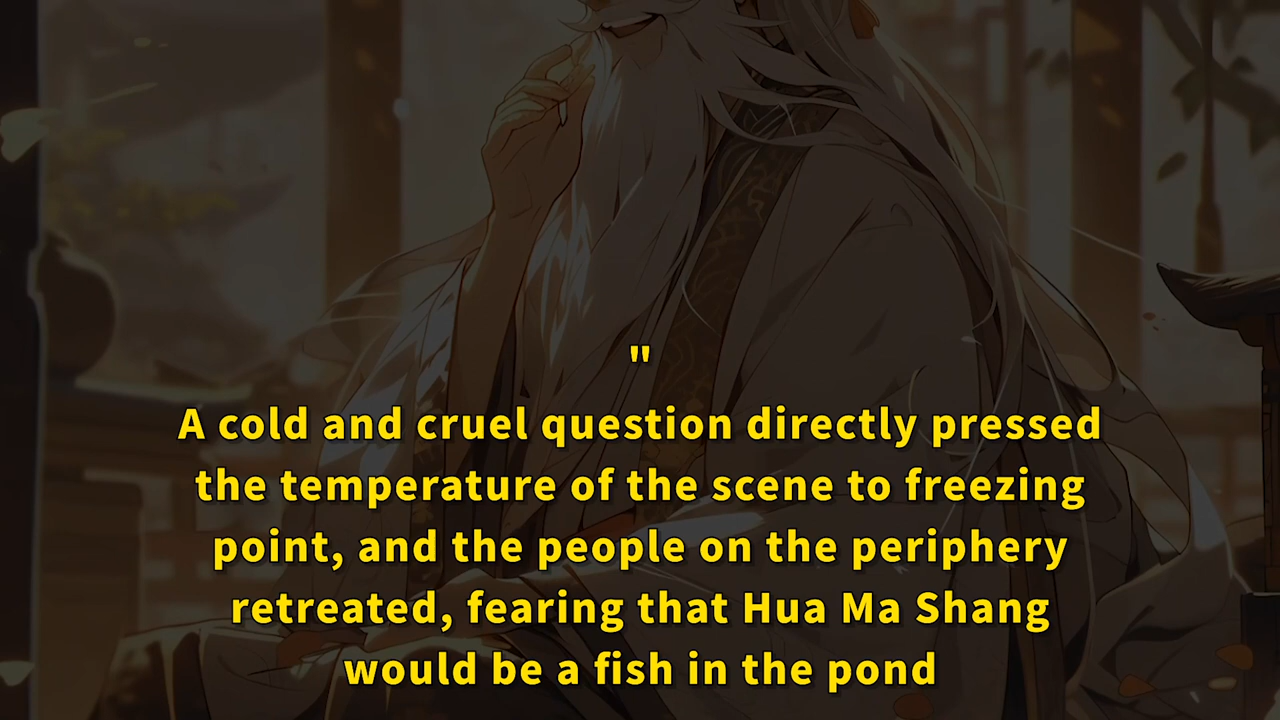 "
A cold and cruel question directly pressed
the temperature of the scene to freezing
point, and the people on the periphery
retreated, fearing that Hua Ma Shang
would be a fish in the pond